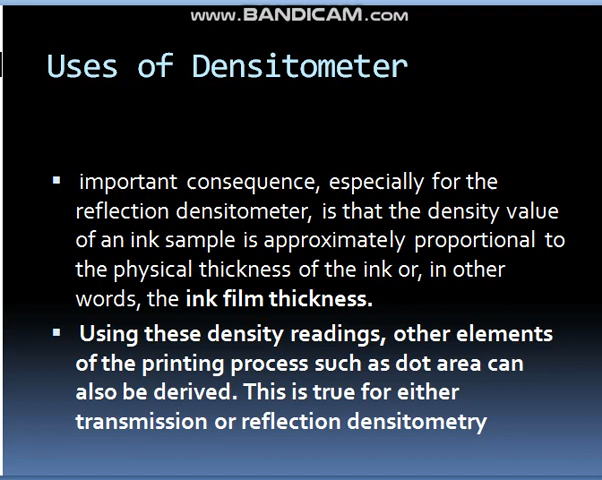 www.BANDICAM.com
Uses of Densitometer
▪ important consequence, especially for the
reflection densitometer, is that the density value
of an ink sample is approximately proportional to
the physical thickness of the ink or, in other
words, the ink film thickness.
▪ Using these density readings, other elements
of the printing process such as dot area can
also be derived. This is true for either
transmission or reflection densitometry